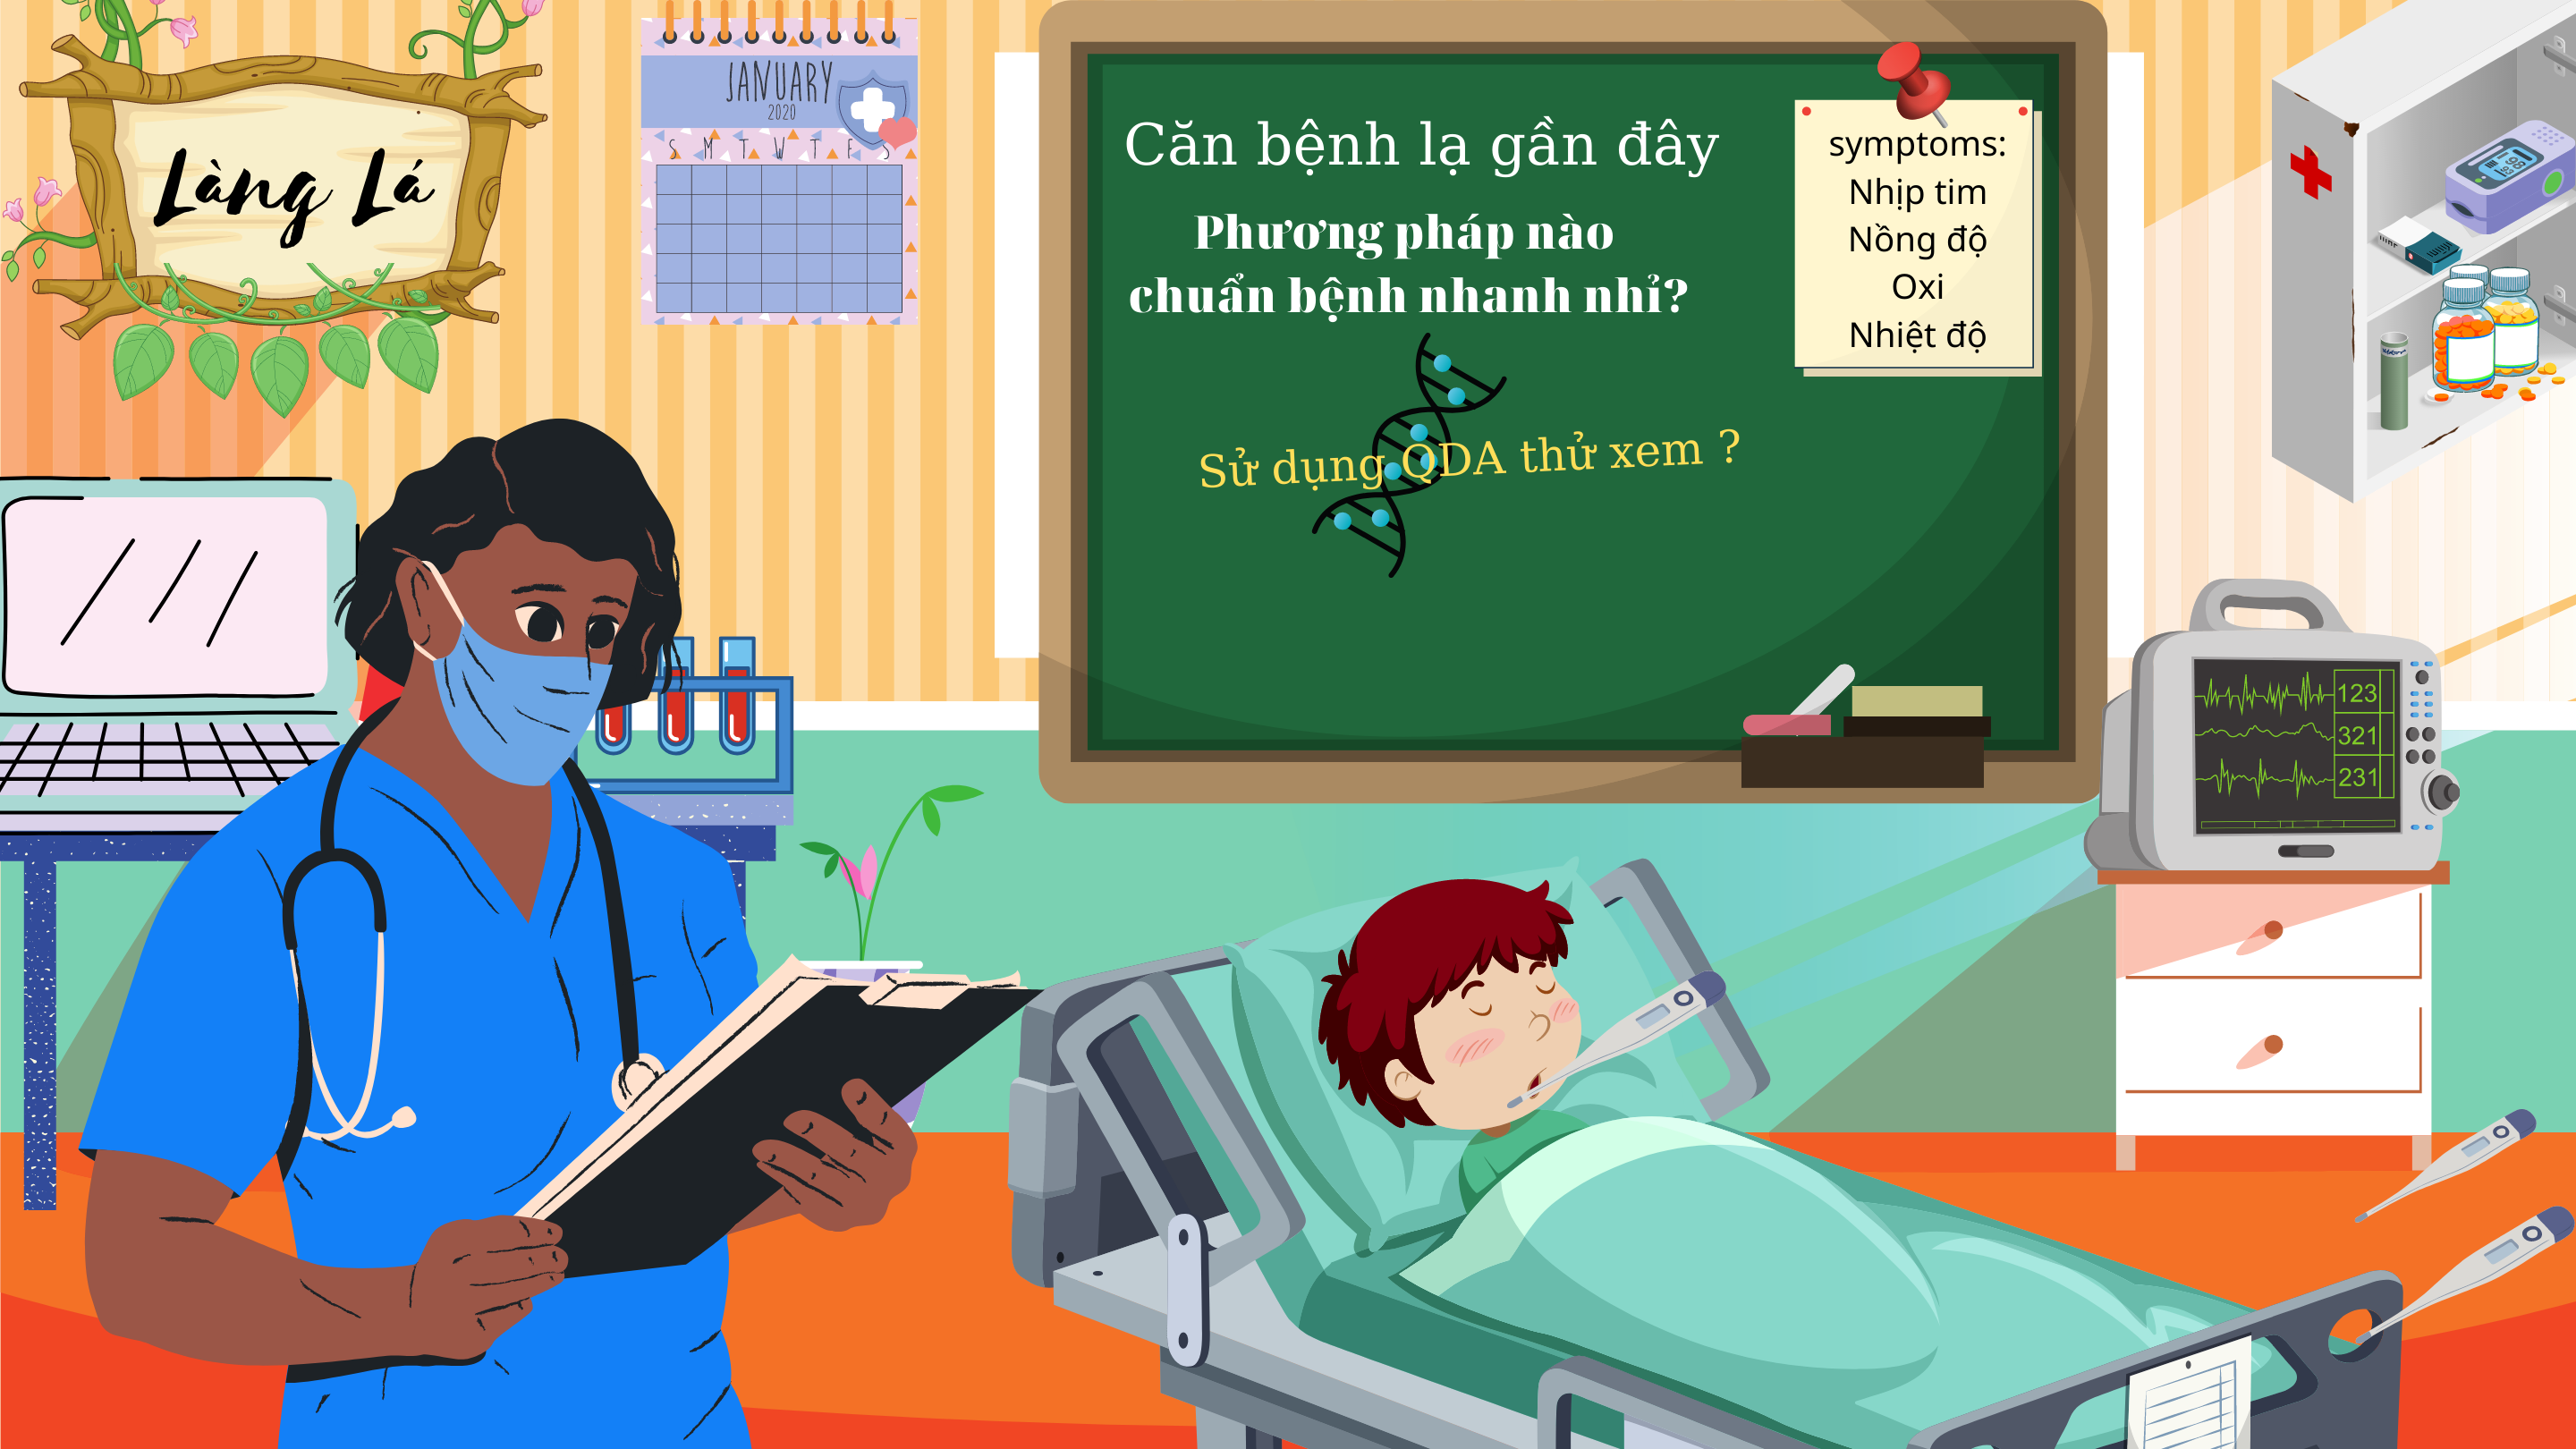 Làng Lá
JANUARY
2020
S M T W T F S
Căn bệnh lạ gần đây
Phương pháp nào
chuẩn bệnh nhanh nhỉ?
Sử dụng QDA thử xem ?
symptoms:
Nhịp tim
Nồng độ
Oxi
Nhiệt độ
98
123
321
231